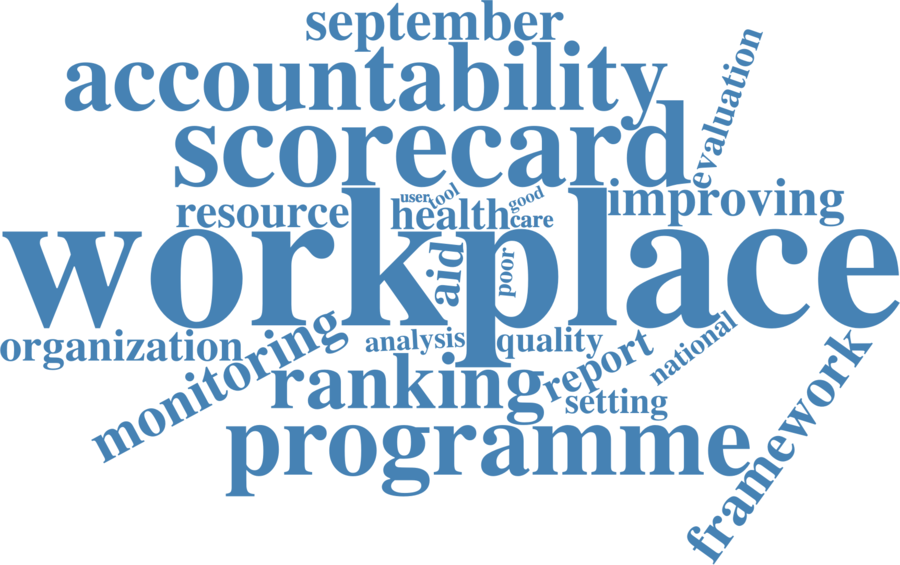 september
accountability
evaluation
scorecard
user
tool
good
improving
resource
health
care
workplace
aid
poor
organization
monitoring
analysis
quality
national
report
ranking
setting
framework
programme